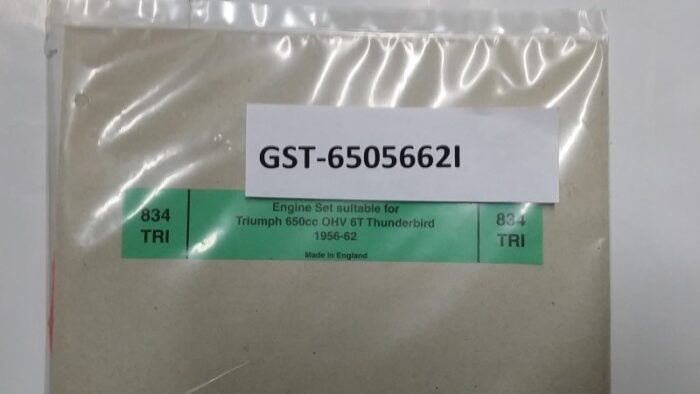 GST-6505662I
834
TRI
Engine Set suitable for
Triumph 650cc OHV 6T Thunderbird
1956-62
Made in England
834
TRI